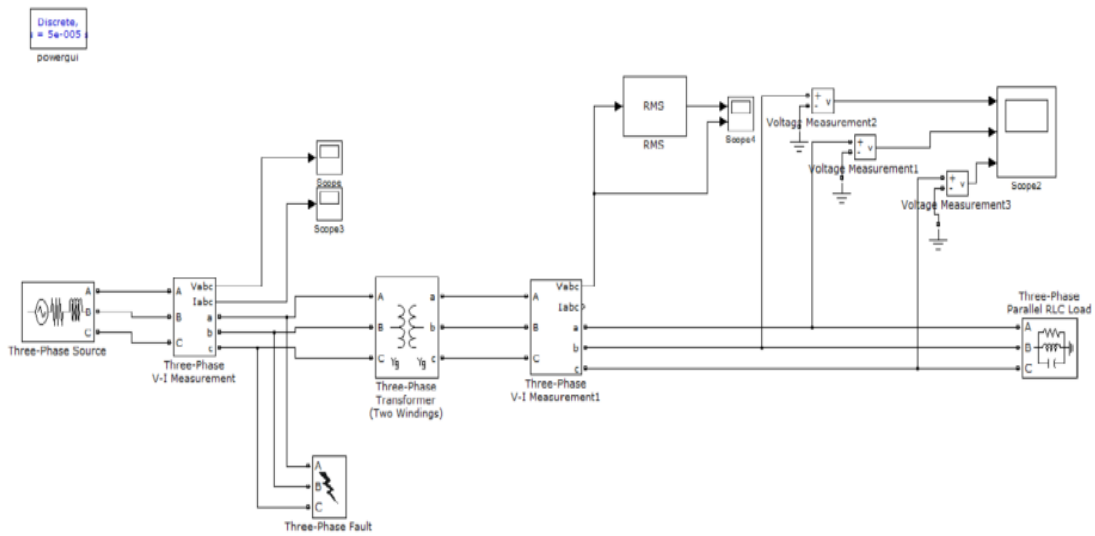 Discrete,
= 5e-005
powergui
RMS
RMS
Scope4
+
-
v
Voltage Measurement2
+
-
v
Voltage Measurement1
+
-
v
Voltage Measurement3
Scope2
Scope
Scope3
A
B
C
Three-Phase Source
A
B
C
Vabc
Iabc
a
b
c
Three-Phase
V-I Measurement
A
B
C
a
b
c
Yg
Yg
Three-Phase
Transformer
(Two Windings)
A
B
C
Vabc
Iabc
a
b
c
Three-Phase
V-I Measurement1
Three-Phase
Parallel RLC Load
A
B
C
A
B
C
Three-Phase Fault